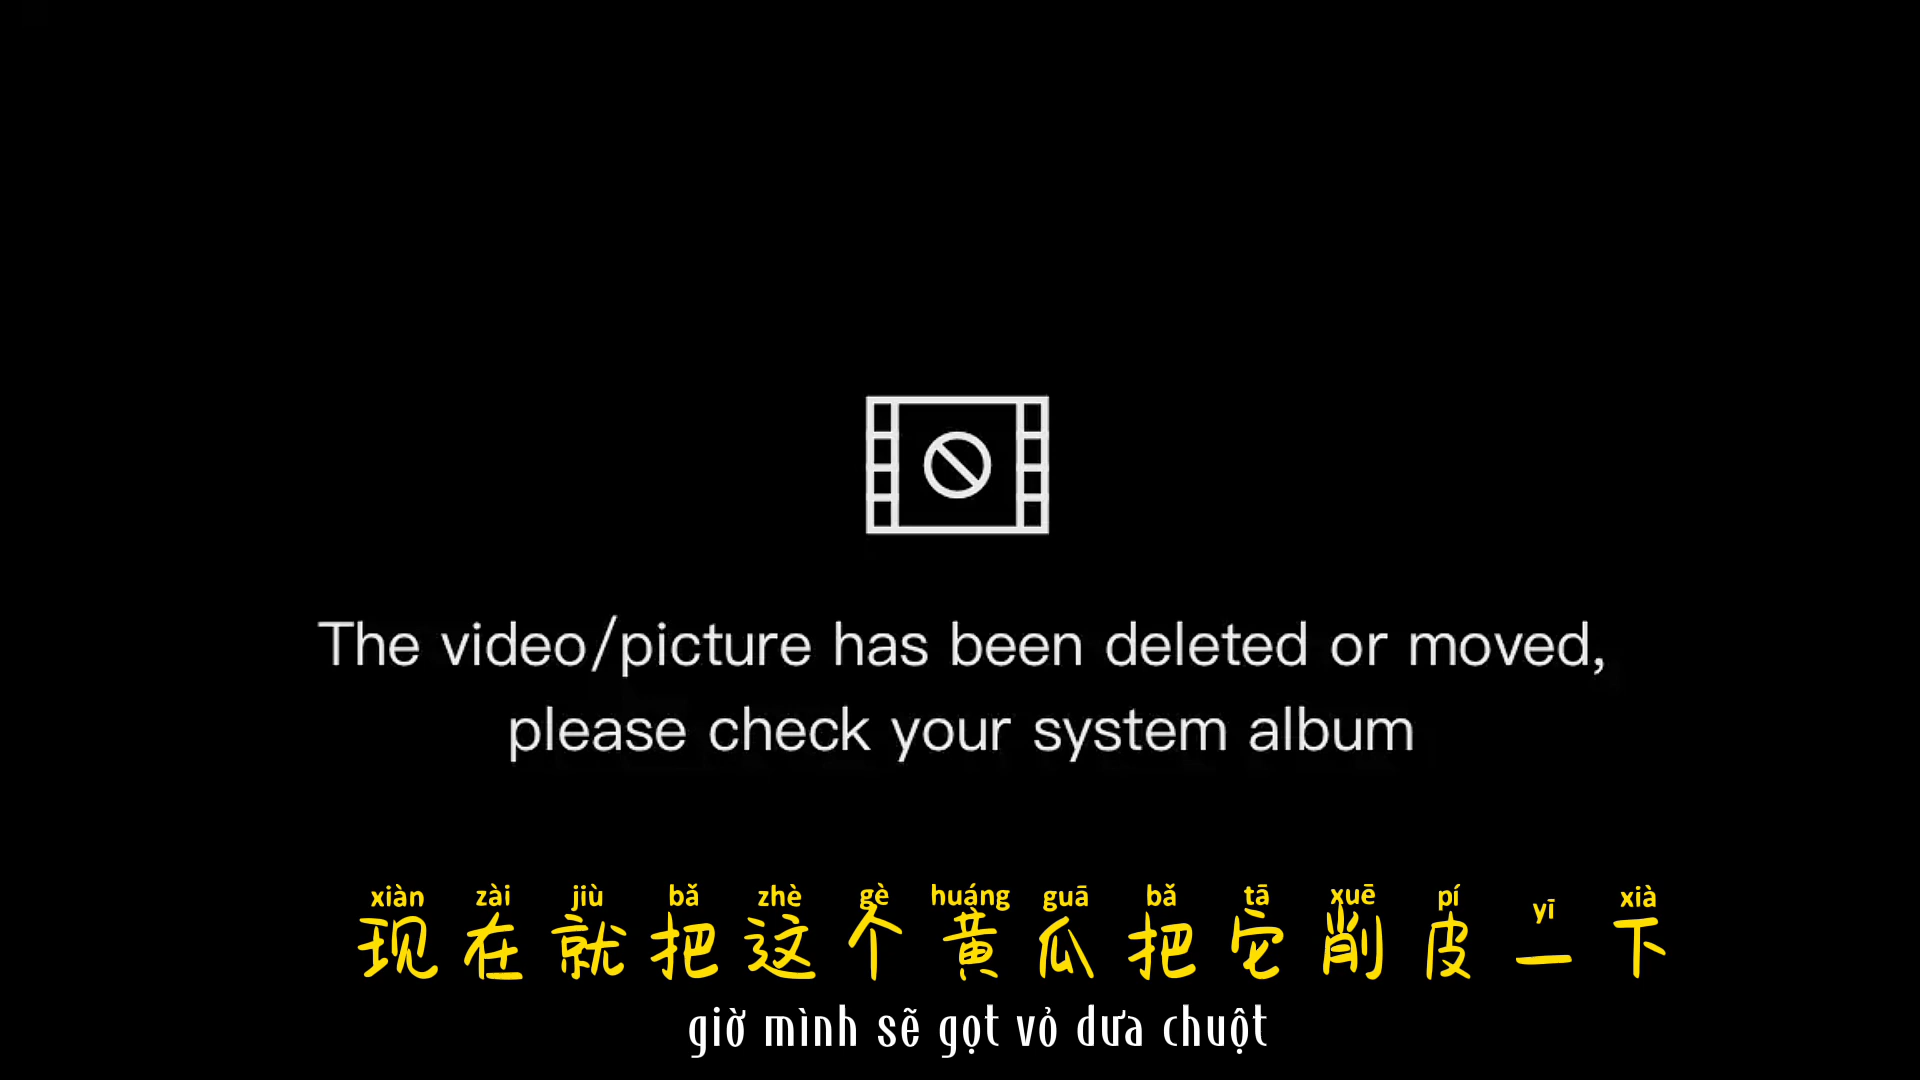 The video/picture has been deleted or moved,
please check your system album
xiàn zài jiù bǎ zhè gè huáng guā bǎ tā xuē pí yī xià
现在就把这个黄瓜把它削皮一下
giờ mình sẽ gọt vỏ dưa chuột